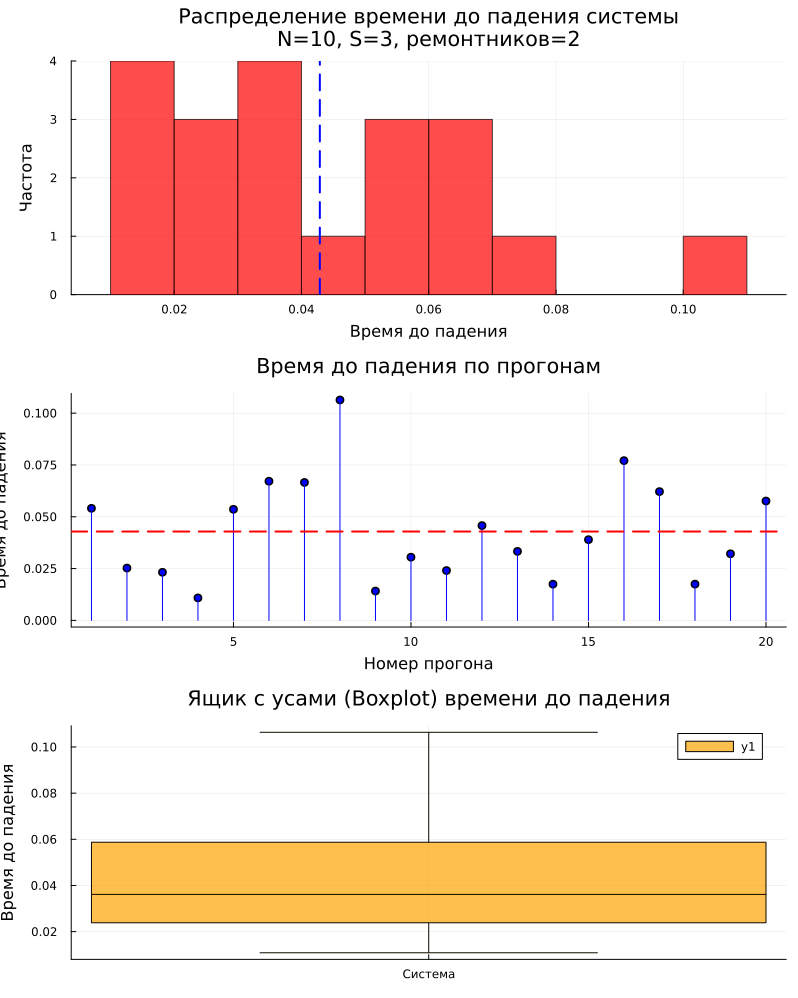 Распределение времени до падения системы
N=10, S=3, ремонтников=2
Частота
4
3
2
1
0
0.02 0.04 0.06 0.08 0.10
Время до падения
Время до падения по прогонам
Время до падения
0.100
0.075
0.050
0.025
0.000
5 10 15 20
Номер прогона
Ящик с усами (Boxplot) времени до падения
Время до падения
0.10
0.08
0.06
0.04
0.02
y1
Система